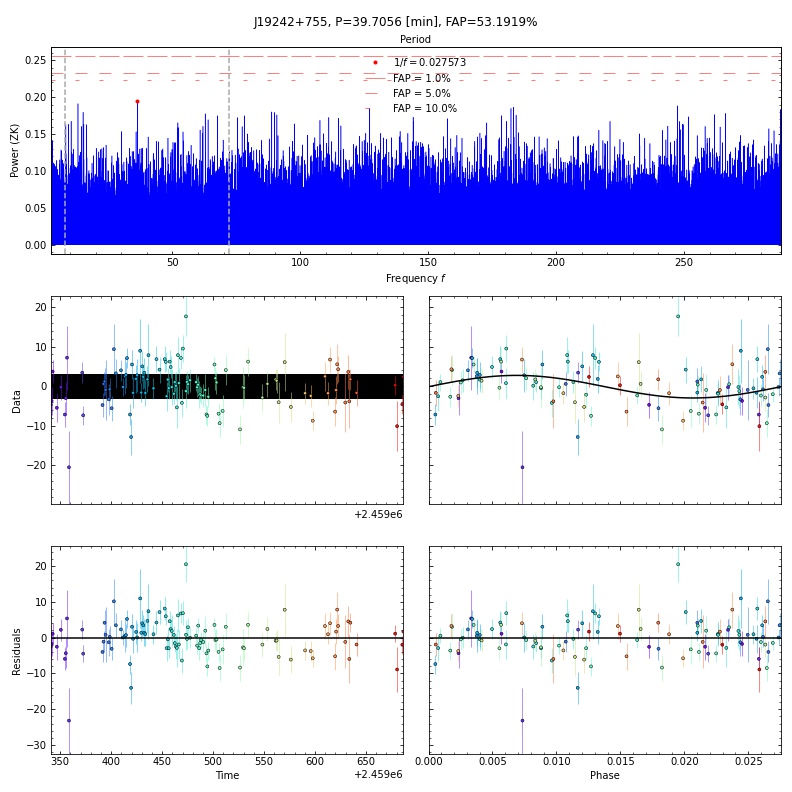 J19242+755, P=39.7056 [min], FAP=53.1919%
Period
0.25
0.20
0.15
0.10
0.05
0.00
Power (ZK)
1/f = 0.027573
FAP = 1.0%
FAP = 5.0%
FAP = 10.0%
50
100
150
200
250
Frequency f
20
10
0
−10
−20
Data
+2.459e6
20
10
0
−10
−20
−30
Residuals
350
400
450
500
550
600
650
Time
+2.459e6
0.000
0.005
0.010
0.015
0.020
0.025
Phase